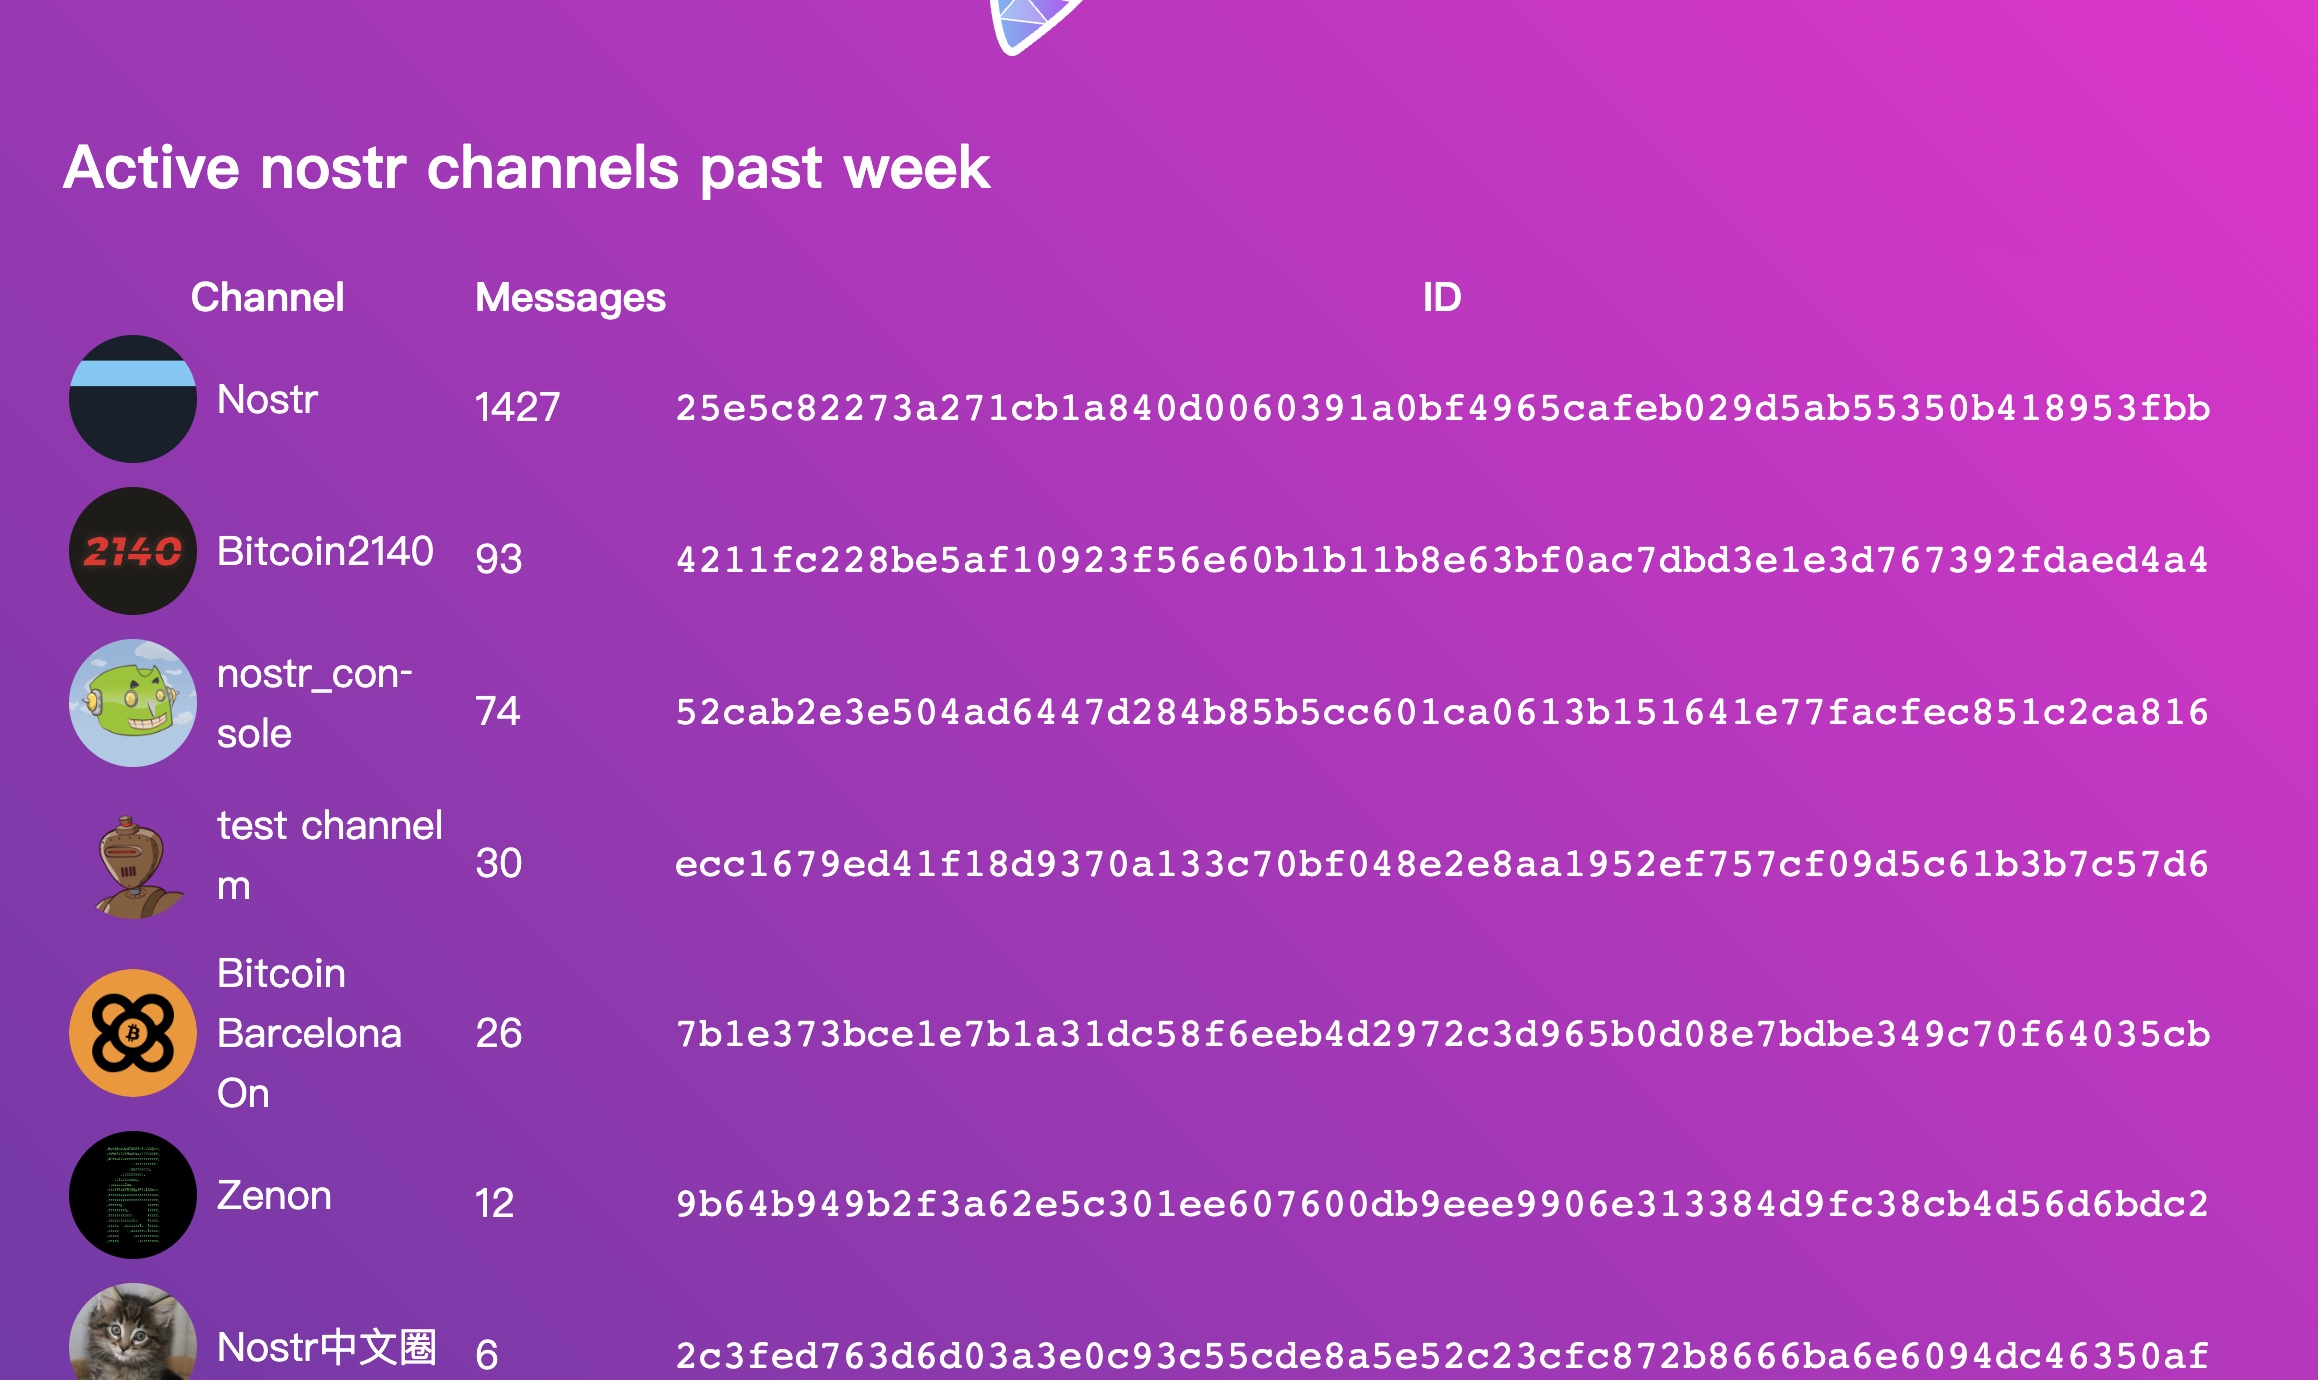 Active nostr channels past week
Channel Messages ID
Nostr 1427 25e5c82273a271cb1a840d0060391a0bf4965cafeb029d5ab55350b418953fbb
2140 Bitcoin2140 93 4211fc228be5af10923f56e60b1b11b8e63bf0ac7dbd3e1e3d767392fdaed4a4
nostr_con-
sole 74 52cab2e3e504ad6447d284b85b5cc601ca0613b151641e77facfec851c2ca816
test channel
m 30 ecc1679ed41f18d9370a133c70bf048e2e8aa1952ef757cf09d5c61b3b7c57d6
Bitcoin
Barcelona 26 7b1e373bce1e7b1a31dc58f6eeb4d2972c3d965b0d08e7bdbe349c70f64035cb
On
Zenon 12 9b64b949b2f3a62e5c301ee607600db9eee9906e313384d9fc38cb4d56d6bdc2
Nostr中文圈 6 2c3fed763d6d03a3e0c93c55cde8a5e52c23cfc872b8666ba6e6094dc46350af